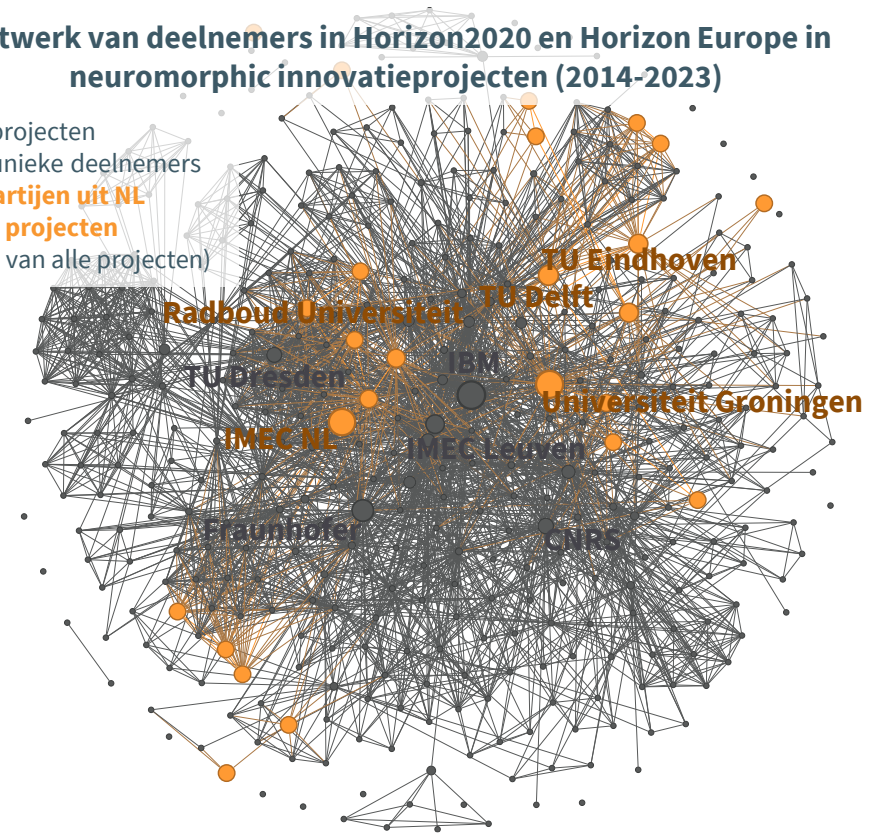 twerk van deelnemers in Horizon2020 en Horizon Europe in
neuromorphic innovatieprojecten (2014-2023)
projecten
unieke deelnemers
artijen uit NL
projecten
van alle projecten)
TU Eindhoven
TU Delft
Radboud Universiteit
IBM
TU Dresden
Universiteit Groningen
IMEC NL
IMEC Leuven
Fraunhofer
CNRS